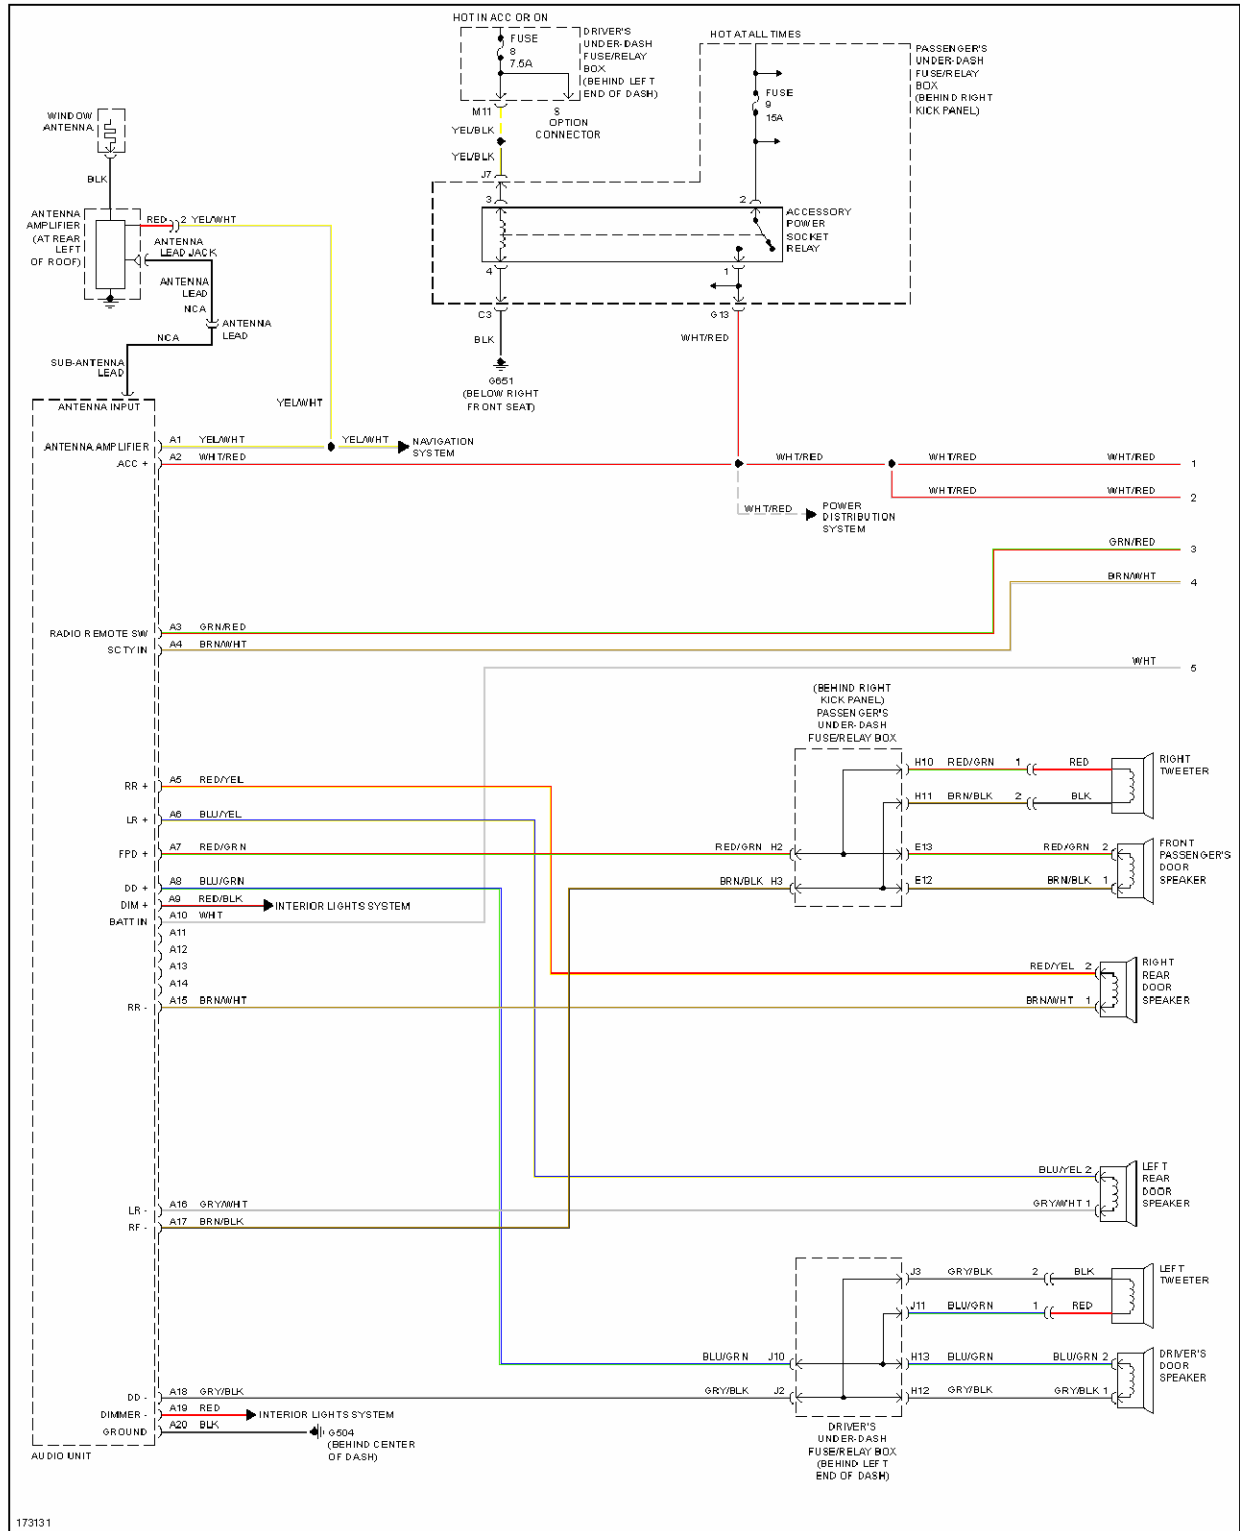 HOT IN ACC OR ON
FUSE
8
7.5A
DRIVER'S
UNDER-DASH
FUSE/RELAY
BOX
(BEHIND LEFT
END OF DASH)
HOT AT ALL TIMES
FUSE
9
15A
PASSENGER'S
UNDER-DASH
FUSE/RELAY
BOX
(BEHIND RIGHT
KICK PANEL)
M11
S
OPTION
CONNECTOR
YEL/BLK
YEL/BLK
J7
3
2
ACCESSORY
POWER
SOCKET
RELAY
4
1
C3
G13
BLK
WHT/RED
G651
(BELOW RIGHT
FRONT SEAT)
WINDOW
ANTENNA
BLK
ANTENNA
AMPLIFIER
(AT REAR
LEFT
OF ROOF)
RED 2 YEL/WHT
ANTENNA
LEAD JACK
ANTENNA
LEAD
NCA
ANTENNA
LEAD
NCA
SUB-ANTENNA
LEAD
YEL/WHT
ANTENNA INPUT
ANTENNA AMPLIFIER A1 YEL/WHT YEL/WHT
NAVIGATION
SYSTEM
ACC + A2 WHT/RED WHT/RED WHT/RED WHT/RED 1
WHT/RED WHT/RED 2
WHT/RED
POWER
DISTRIBUTION
SYSTEM
GRN/RED 3
BRN/WHT 4
RADIO REMOTE SW A3 GRN/RED
SCTY IN A4 BRN/WHT
WHT 5
(BEHIND RIGHT
KICK PANEL)
PASSENGER'S
UNDER-DASH
FUSE/RELAY BOX
H10 RED/GRN 1 RED
RIGHT
TWEETER
H11 BRN/BLK 2 BLK
RR + A5 RED/YEL
LR + A6 BLU/YEL
FPD + A7 RED/GRN RED/GRN H2 E13 RED/GRN 2
FRONT
PASSENGER'S
DOOR
SPEAKER
DD + A8 BLU/GRN BRN/BLK H3 E12 BRN/BLK 1
DIM + A9 RED/BLK INTERIOR LIGHTS SYSTEM
BATT IN A10 WHT
A11
A12
A13
A14
RR - A15 BRN/WHT
RED/YEL 2
BRN/WHT 1
RIGHT
REAR
DOOR
SPEAKER
BLU/YEL 2
GRY/WHT 1
LEFT
REAR
DOOR
SPEAKER
LR - A16 GRY/WHT
RF - A17 BRN/BLK
J3 GRY/BLK 2 BLK
LEFT
TWEETER
J11 BLU/GRN 1 RED
BLU/GRN J10 H13 BLU/GRN BLU/GRN 2
DRIVER'S
DOOR
SPEAKER
DD - A18 GRY/BLK GRY/BLK J2 H12 GRY/BLK GRY/BLK 1
DIMMER - A19 RED INTERIOR LIGHTS SYSTEM
GROUND A20 BLK G504
(BEHIND CENTER
OF DASH)
AUDIO UNIT
DRIVER'S
UNDER-DASH
FUSE/RELAY BOX
(BEHIND LEFT
END OF DASH)
173131